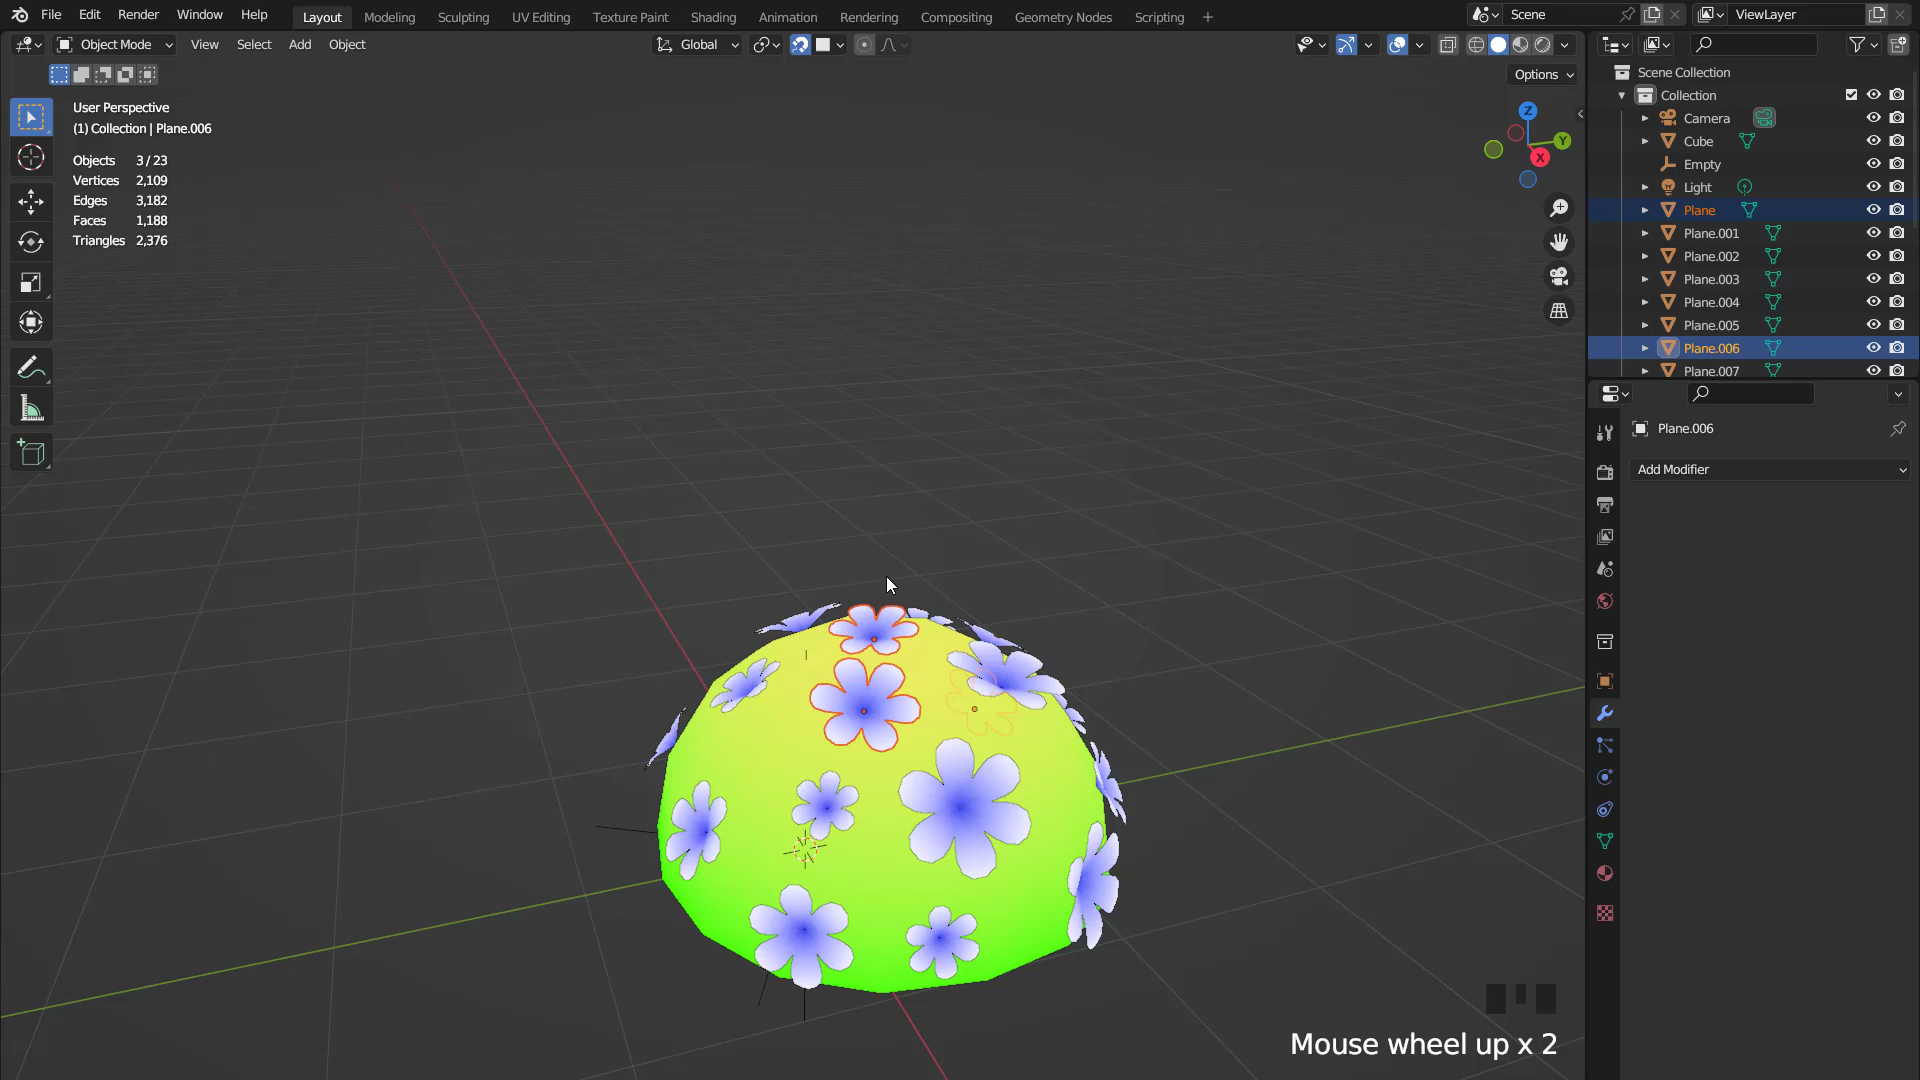 File Edit Render Window Help Layout Modeling Sculpting UV Editing Texture Paint Shading Animation Rendering Compositing Geometry Nodes Scripting + Scene ViewLayer
Object Mode View Select Add Object Global
Options
User Perspective
(1) Collection | Plane.006
Objects 3 / 23
Vertices 2,109
Edges 3,182
Faces 1,188
Triangles 2,376
Z
Y
X
Scene Collection
Collection
Camera
Cube
Empty
Light
Plane
Plane.001
Plane.002
Plane.003
Plane.004
Plane.005
Plane.006
Plane.007
Plane.006
Add Modifier
Mouse wheel up x 2